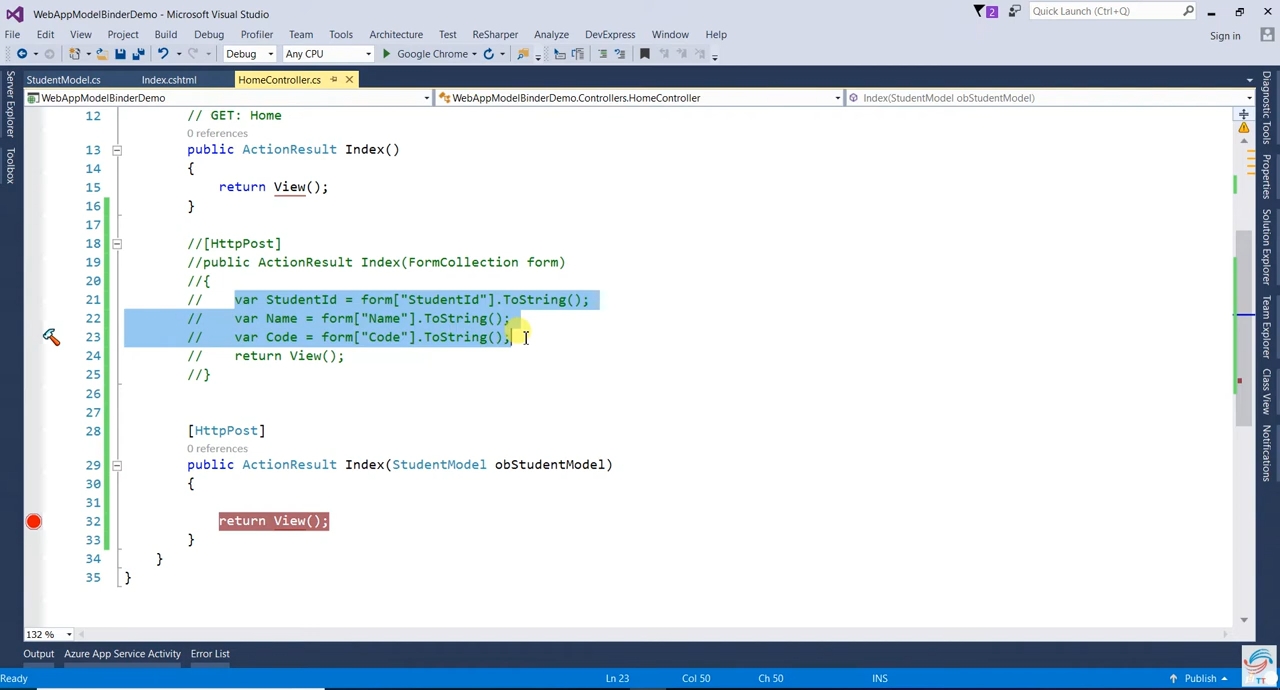 WebAppModelBinderDemo - Microsoft Visual Studio
2
Quick Launch (Ctrl+Q)
File Edit View Project Build Debug Profiler Team Tools Architecture Test ReSharper Analyze DevExpress Window Help
Sign in
Debug Any CPU Google Chrome
StudentModel.cs Index.cshtml HomeController.cs
WebAppModelBinderDemo WebAppModelBinderDemo.Controllers.HomeController Index(StudentModel obStudentModel)
12 // GET: Home
0 references
13 public ActionResult Index()
14 {
15 return View();
16 }
17
18 //[HttpPost]
19 //public ActionResult Index(FormCollection form)
20 //{
21 // var StudentId = form["StudentId"].ToString();
22 // var Name = form["Name"].ToString();
23 // var Code = form["Code"].ToString();
24 // return View();
25 //}
26
27
28 [HttpPost]
0 references
29 public ActionResult Index(StudentModel obStudentModel)
30 {
31
32 return View();
33 }
34 }
35 }
132 %
Output Azure App Service Activity Error List
Ready Ln 23 Col 50 Ch 50 INS Publish
Server Explorer
Toolbox
Diagnostic Tools
Properties
Solution Explorer
Team Explorer
Class View
Notifications